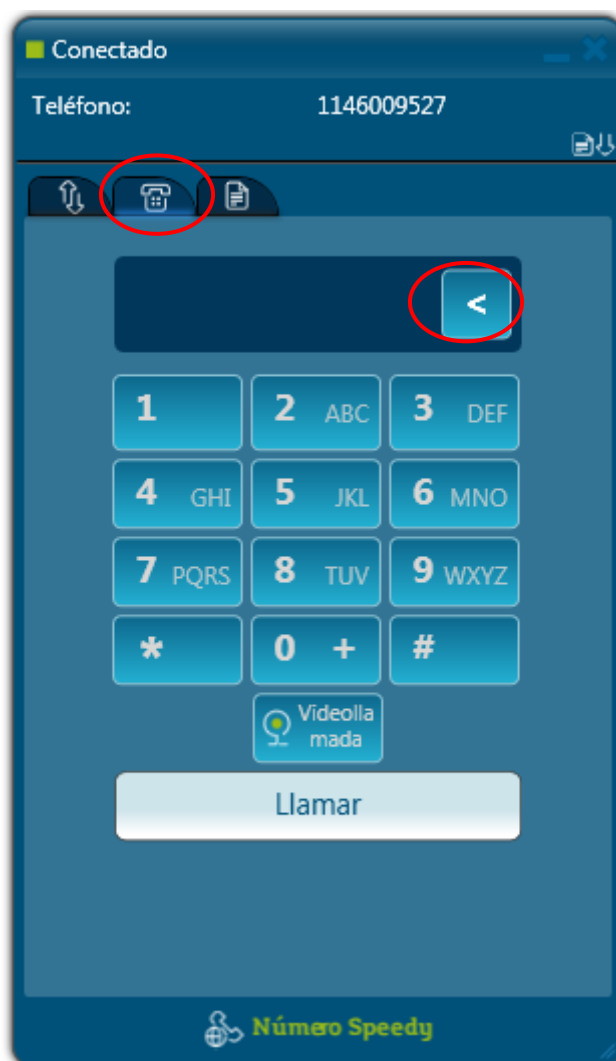 Conectado
Teléfono: 1146009527
<
1 2 ABC 3 DEF
4 GHI 5 JKL 6 MNO
7 PQRS 8 TUV 9 WXYZ
* 0 + #
Videolla
mada
Llamar
Número Speedy